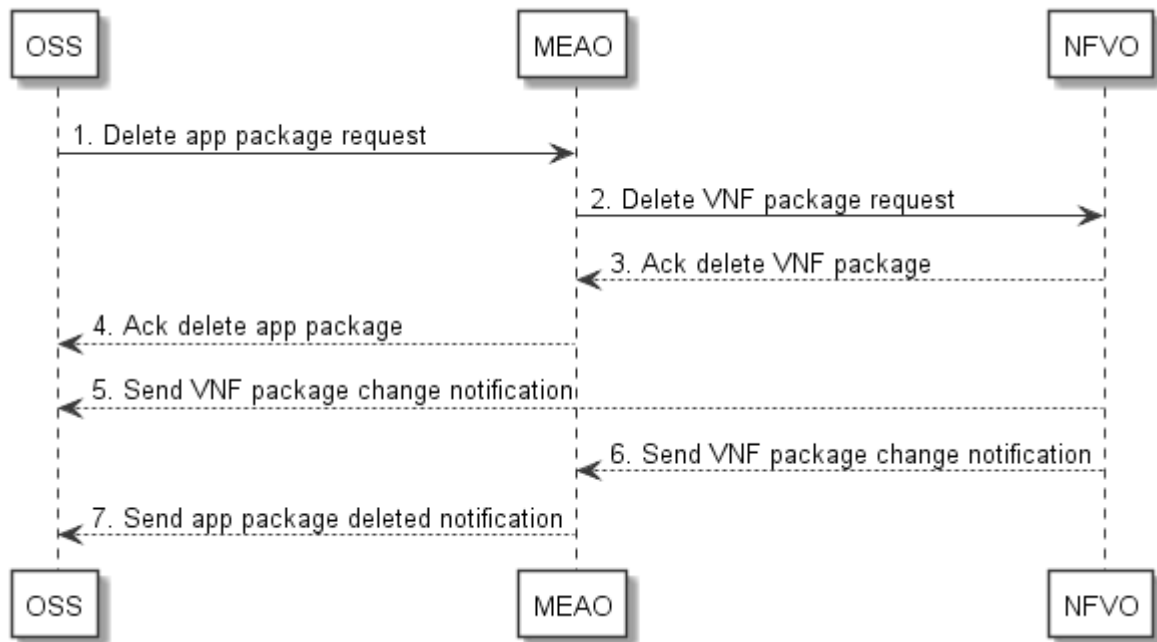 OSS
MEAO
NFVO
1. Delete app package request
2. Delete VNF package request
3. Ack delete VNF package
4. Ack delete app package
5. Send VNF package change notification
6. Send VNF package change notification
7. Send app package deleted notification
OSS
MEAO
NFVO